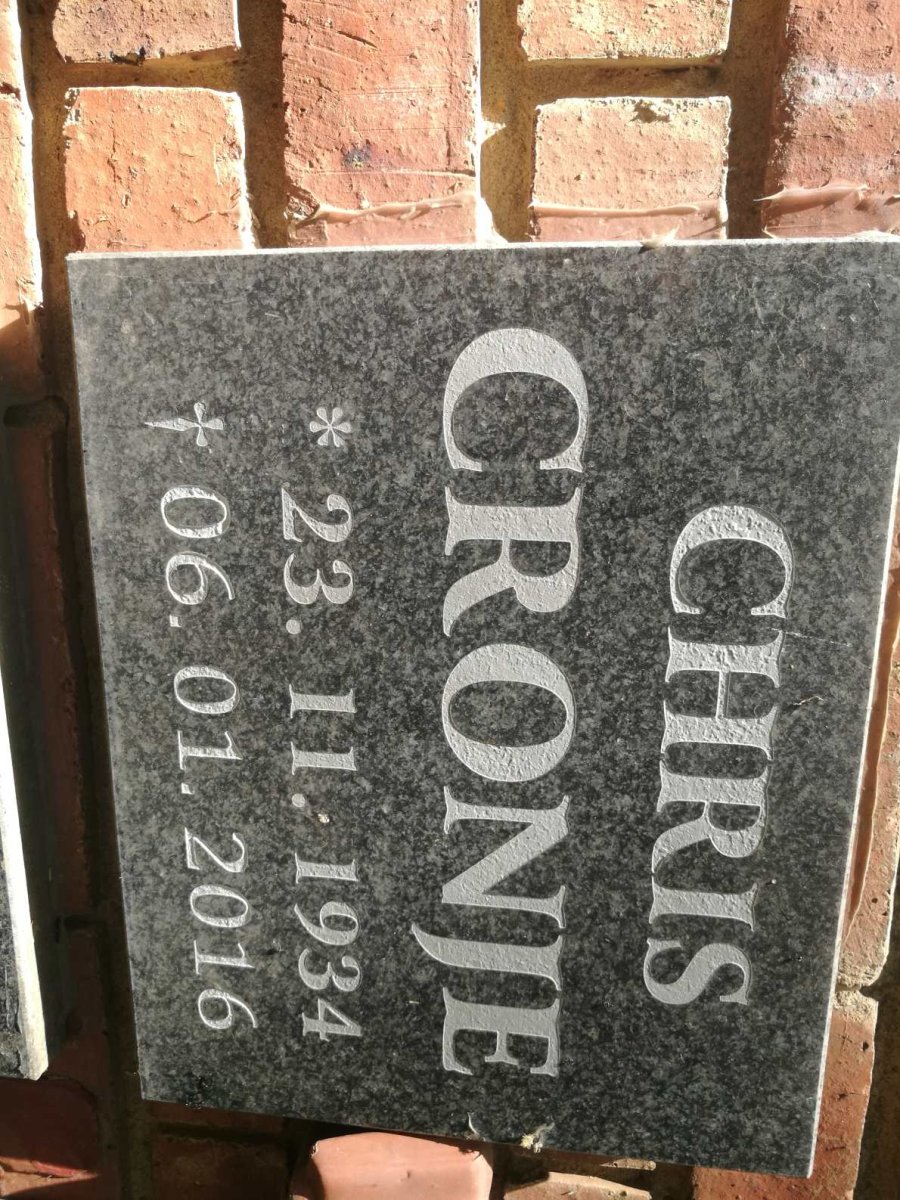 CHRIS
CRONJE
* 23. 11. 1934
† 06. 01. 2016